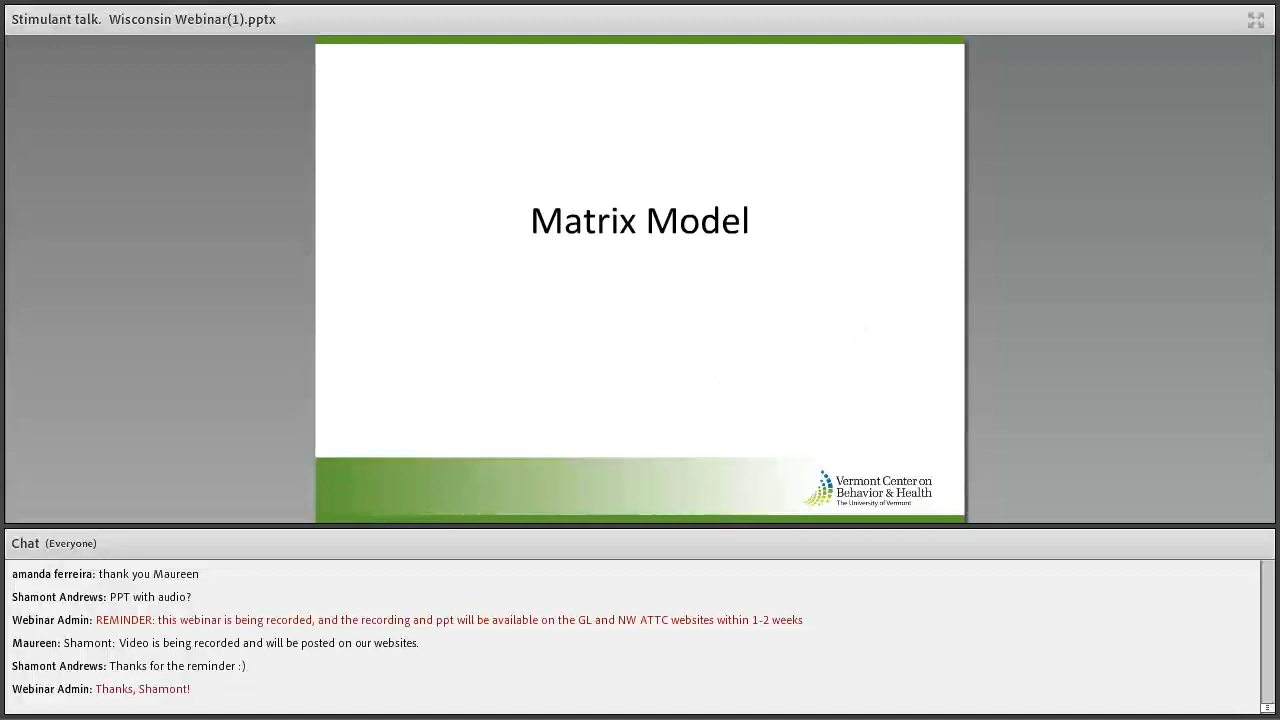 Stimulant talk. Wisconsin Webinar(1).pptx
Matrix Model
Vermont Center on
Behavior & Health
The University of Vermont
Chat (Everyone)
amanda ferreira: thank you Maureen
Shamont Andrews: PPT with audio?
Webinar Admin: REMINDER: this webinar is being recorded, and the recording and ppt will be available on the GL and NW ATTC websites within 1-2 weeks
Maureen: Shamont: Video is being recorded and will be posted on our websites.
Shamont Andrews: Thanks for the reminder :)
Webinar Admin: Thanks, Shamont!